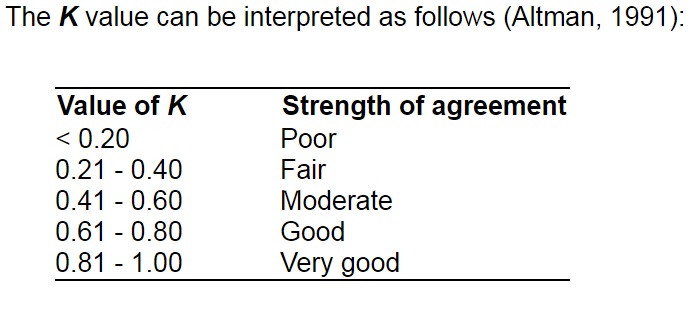 The K value can be interpreted as follows (Altman, 1991):
Value of K Strength of agreement
< 0.20 Poor
0.21 - 0.40 Fair
0.41 - 0.60 Moderate
0.61 - 0.80 Good
0.81 - 1.00 Very good